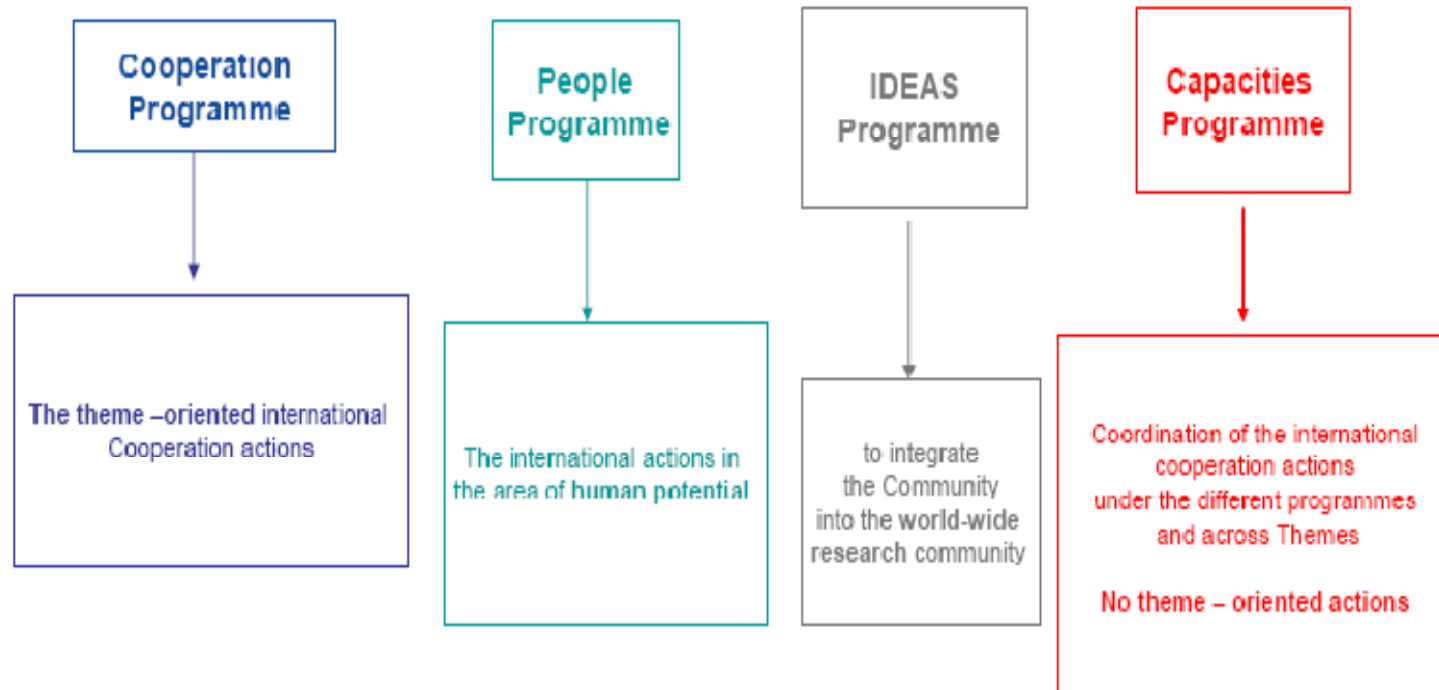 Cooperation
Programme
People
Programme
IDEAS
Programme
Capacities
Programme
The theme –oriented international
Cooperation actions
The international actions in
the area of human potential
to integrate
the Community
into the world-wide
research community
Coordination of the international
cooperation actions
under the different programmes
and across Themes
No theme – oriented actions